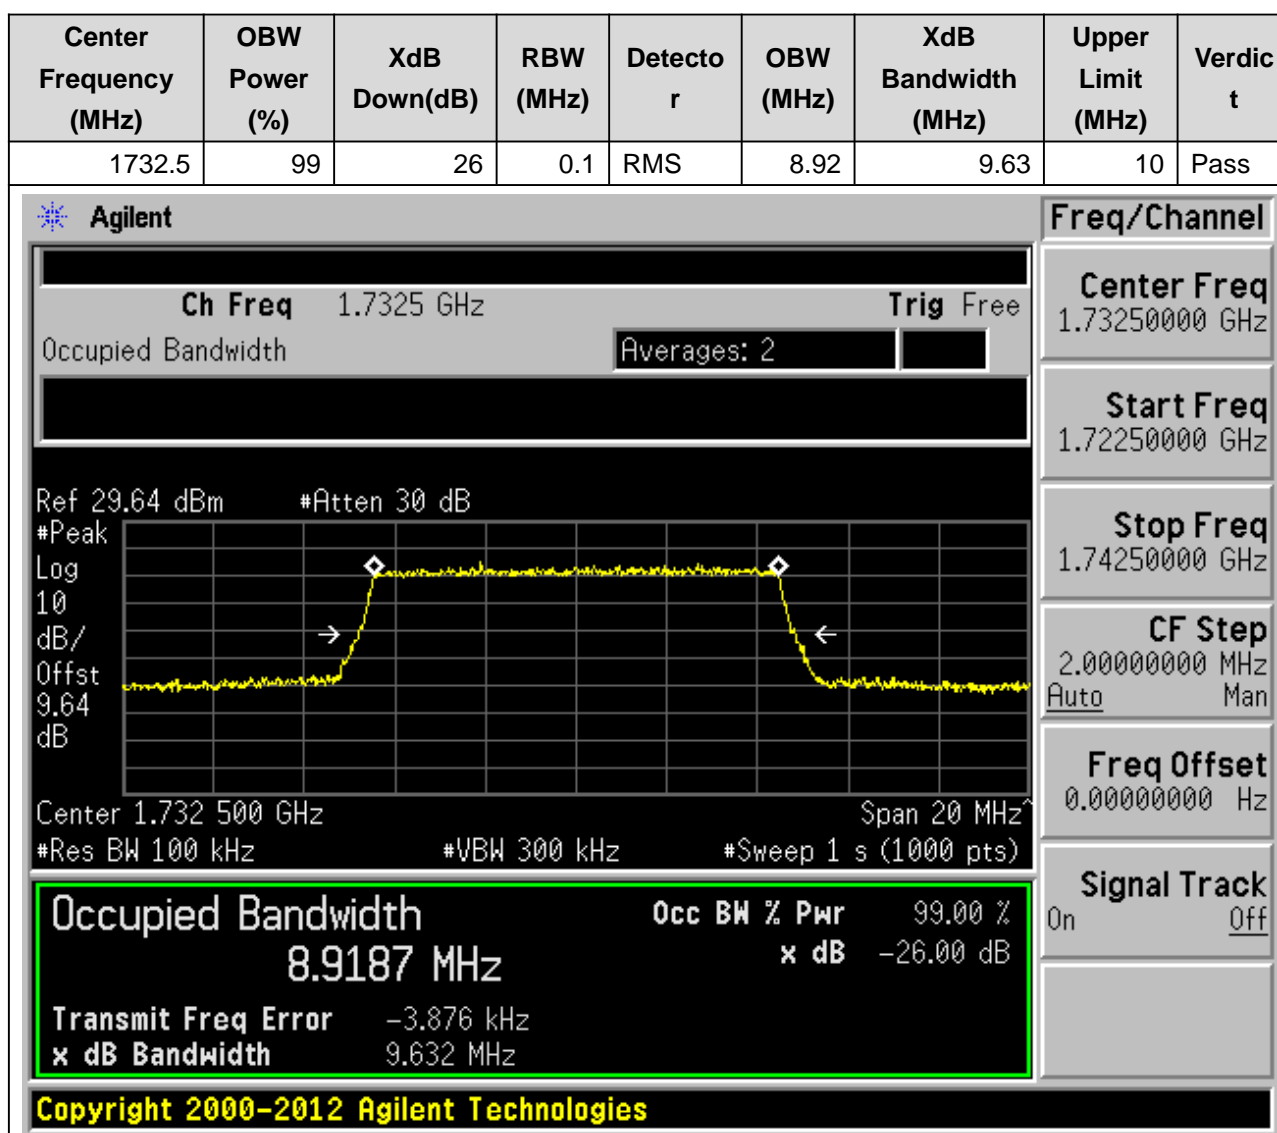 Center Frequency (MHz) OBW Power (%) XdB Down(dB) RBW (MHz) Detecto r OBW (MHz) XdB Bandwidth (MHz) Upper Limit (MHz) Verdic t
1732.5 99 26 0.1 RMS 8.92 9.63 10 Pass
Agilent
Freq/Channel
Ch Freq 1.7325 GHz Trig Free
Occupied Bandwidth Averages: 2
Center Freq
1.73250000 GHz
Start Freq
1.72250000 GHz
Stop Freq
1.74250000 GHz
CF Step
2.00000000 MHz
Auto Man
Freq Offset
0.00000000 Hz
Signal Track
On Off
Ref 29.64 dBm #Atten 30 dB
#Peak
Log
10
dB/
Offst
9.64
dB
Center 1.732 500 GHz Span 20 MHz^
#Res BW 100 kHz #VBW 300 kHz #Sweep 1 s (1000 pts)
Occupied Bandwidth Occ BW % Pwr 99.00 %
8.9187 MHz x dB -26.00 dB
Transmit Freq Error -3.876 kHz
x dB Bandwidth 9.632 MHz
Copyright 2000-2012 Agilent Technologies